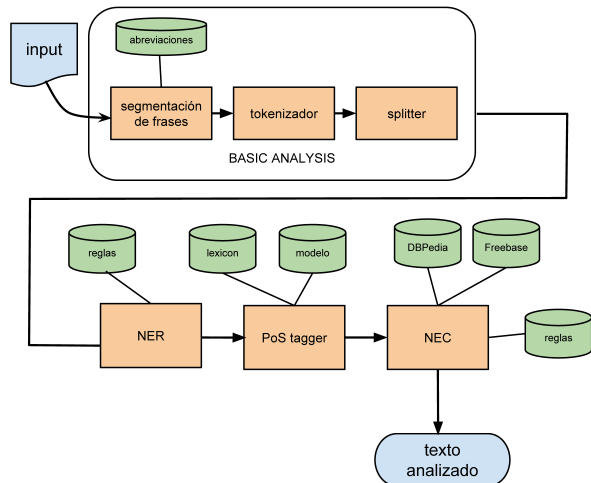 input
abreviaciones
segmentación
de frases
tokenizador
splitter
BASIC ANALYSIS
reglas
lexicon
modelo
DBPedia
Freebase
NER
PoS tagger
NEC
reglas
texto
analizado